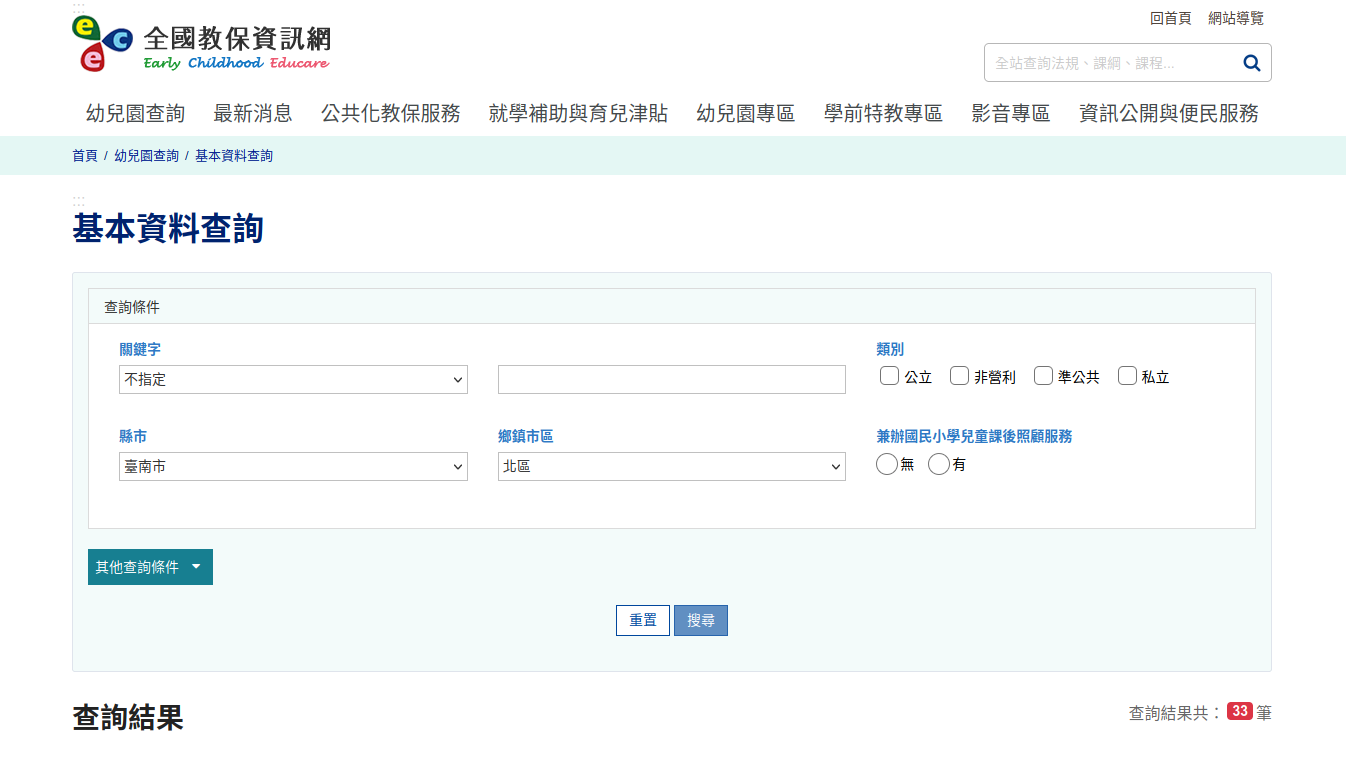 :::
回首頁 網站導覽
e c e
全國教保資訊網
Early Childhood Educare
全站查詢法規、課綱、課程...
幼兒園查詢 最新消息 公共化教保服務 就學補助與育兒津貼 幼兒園專區 學前特教專區 影音專區 資訊公開與便民服務
首頁 / 幼兒園查詢 / 基本資料查詢
:::
基本資料查詢
查詢條件
關鍵字 類別
不指定 公立 非營利 準公共 私立
縣市 鄉鎮市區 兼辦國民小學兒童課後照顧服務
臺南市 北區 無 有
其他查詢條件
重置 搜尋
查詢結果 查詢結果共： 33 筆